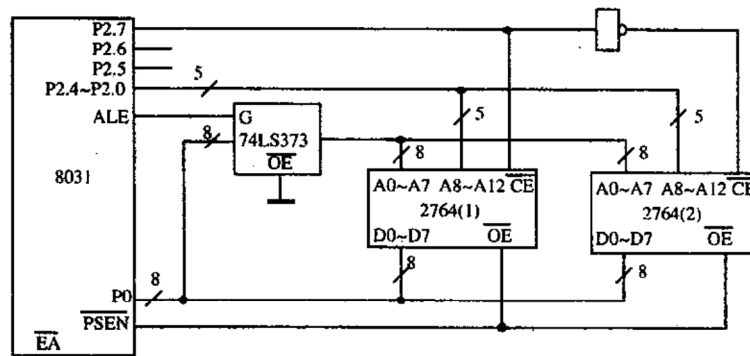 P2.7
P2.6
P2.5
P2.4~P2.0
5
ALE
G
8
74LS373
OE
5
5
8
8
8031
A0~A7 A8~A12 CE
2764(1)
D0~D7 OE
A0~A7 A8~A12 CE
2764(2)
D0~D7 OE
8
8
P0
8
PSEN
EA